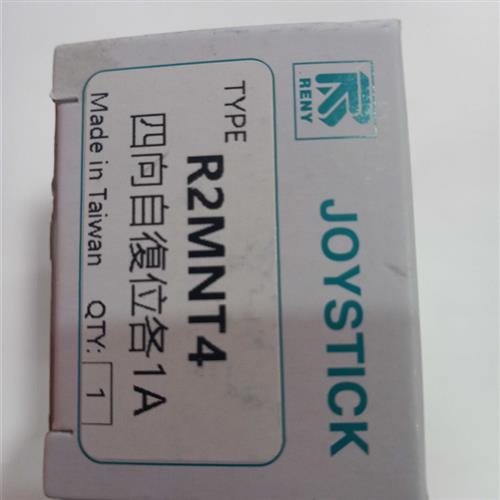 RENY
JOYSTICK
TYPE
R2MNT4
四向自復位各1A
Made in Taiwan QTY: 1